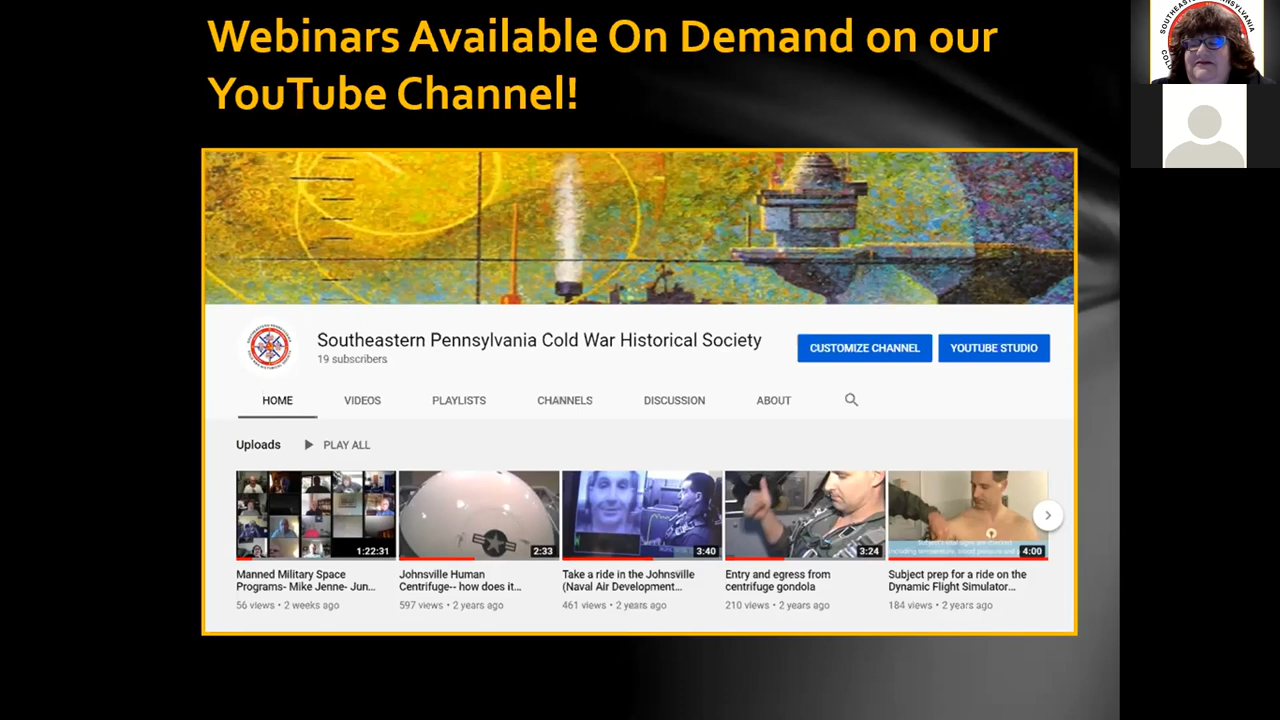 Webinars Available On Demand on our
YouTube Channel!
Southeastern Pennsylvania Cold War Historical Society
19 subscribers
CUSTOMIZE CHANNEL
YOUTUBE STUDIO
HOME
VIDEOS
PLAYLISTS
CHANNELS
DISCUSSION
ABOUT
Uploads
PLAY ALL
1:22:31
2:33
3:40
3:24
4:00
Manned Military Space
Programs- Mike Jenne- Jun...
56 views • 2 weeks ago
Johnsville Human
Centrifuge-- how does it...
597 views • 2 years ago
Take a ride in the Johnsville
(Naval Air Development...
461 views • 2 years ago
Entry and egress from
centrifuge gondola
210 views • 2 years ago
Subject prep for a ride on the
Dynamic Flight Simulator...
184 views • 2 years ago